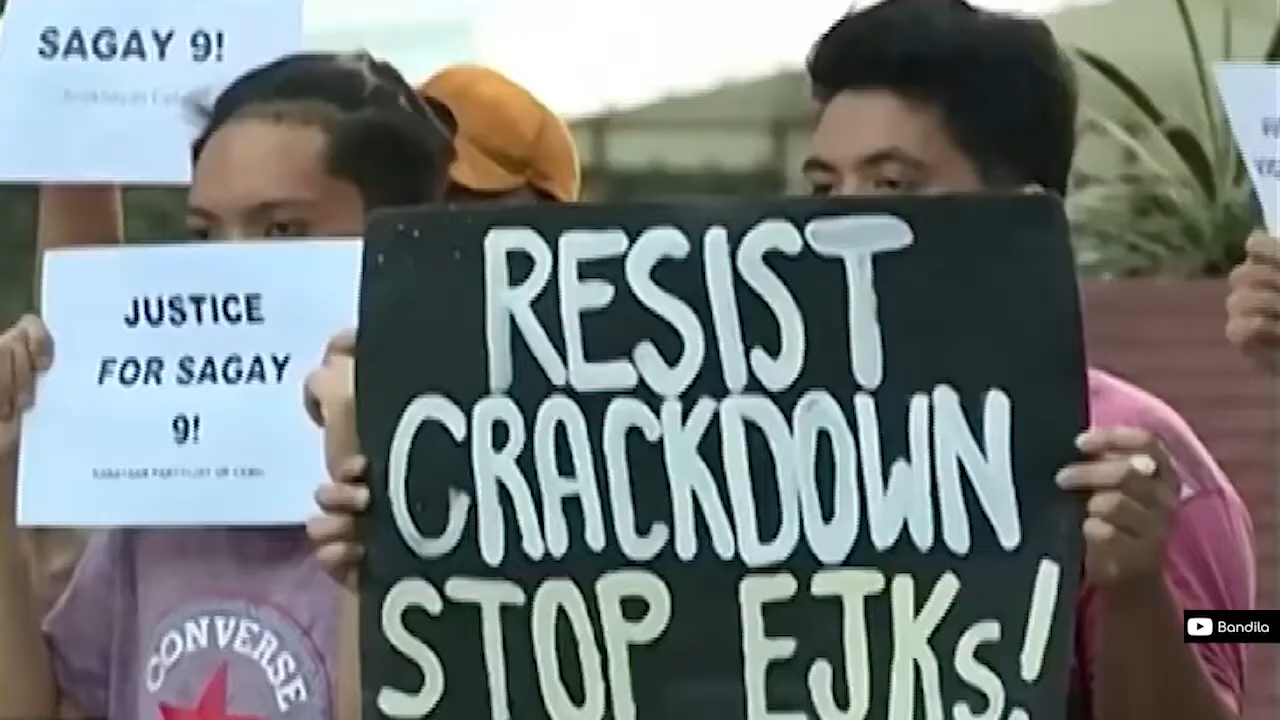 SAGAY 9!
JUSTICE
FOR SAGAY
9!
RESIST
CRACKDOWN
STOP EJKs!
CONVERSE
Bandila